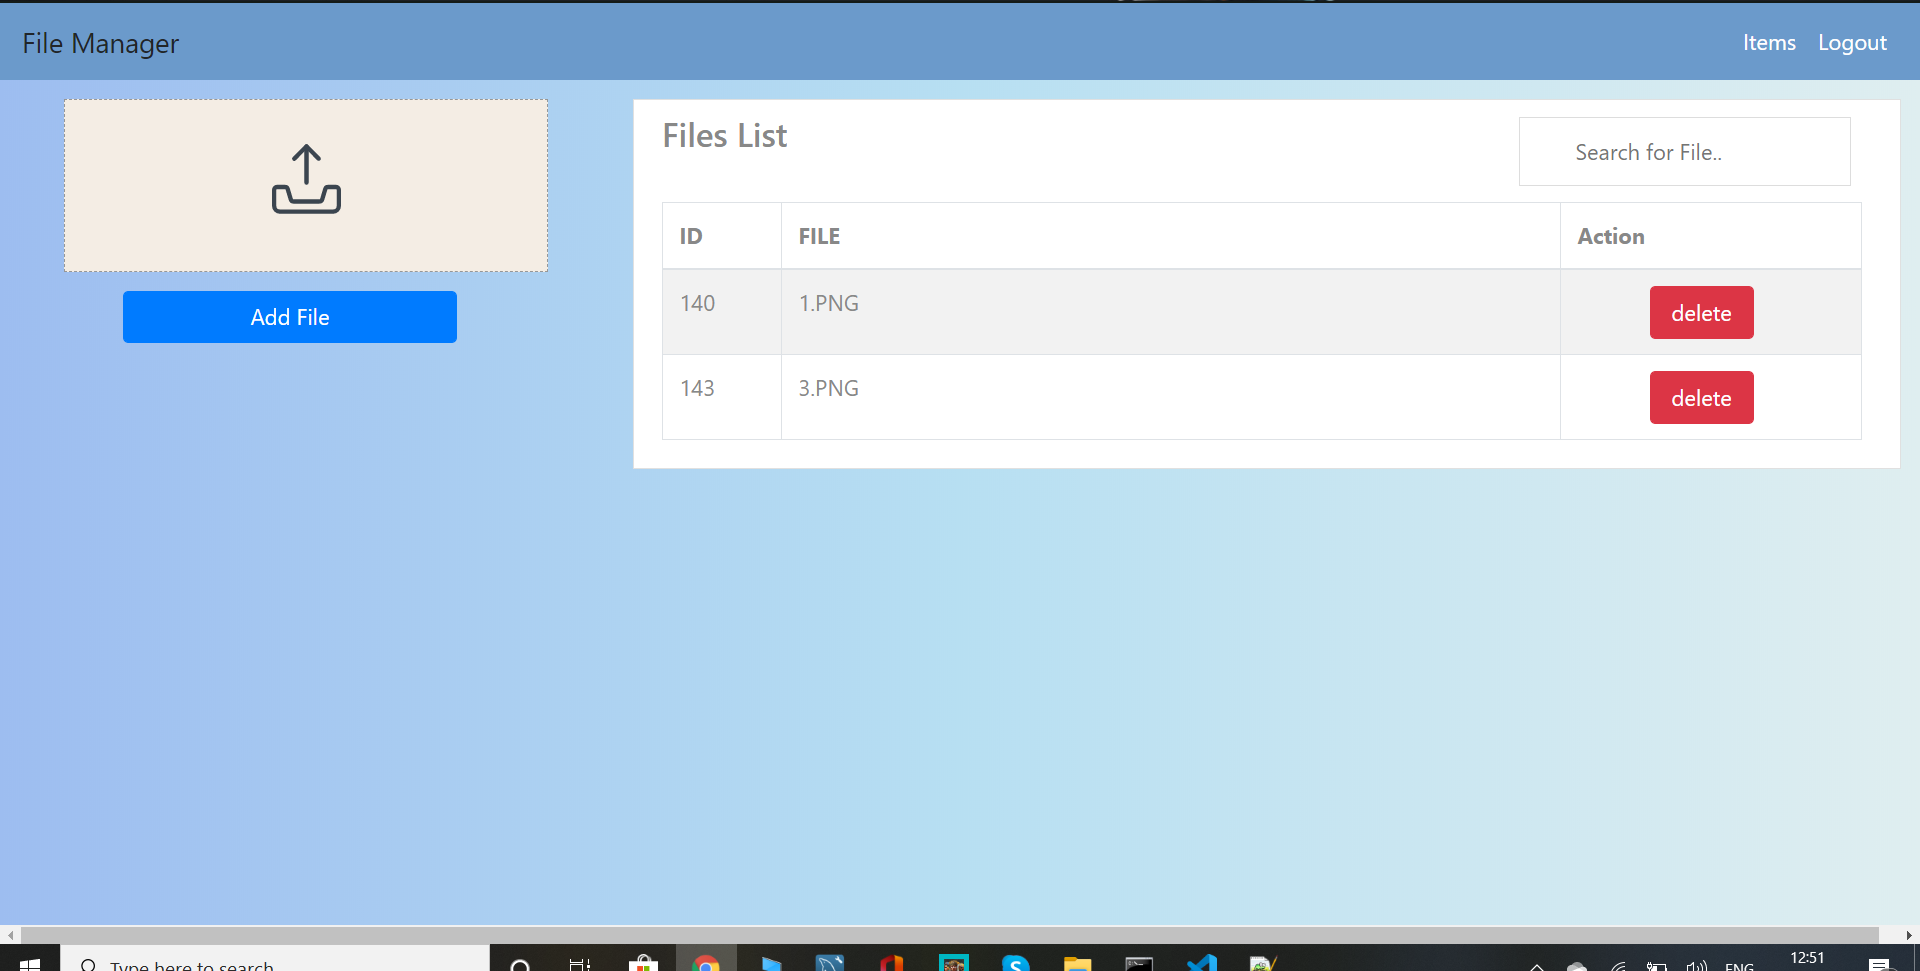 File Manager
Items Logout
Add File
Files List
Search for File..
ID FILE Action
140 1.PNG delete
143 3.PNG delete
Type here to search
ENG
12:51